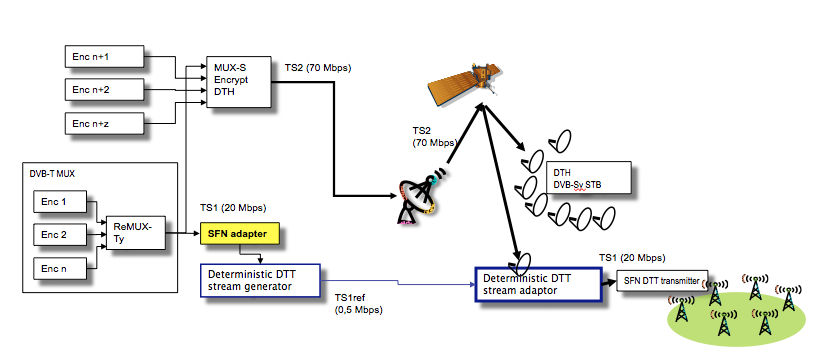 Enc n+1
Enc n+2
Enc n+z
MUX-S
Encrypt
DTH
TS2 (70 Mbps)
TS2
(70 Mbps)
DTH
DVB-Sy STB
DVB-T MUX
Enc 1
Enc 2
Enc n
ReMUX-
Ty
TS1 (20 Mbps)
SFN adapter
Deterministic DTT
stream generator
TS1ref
(0,5 Mbps)
Deterministic DTT
stream adaptor
TS1 (20 Mbps)
SFN DTT transmitter